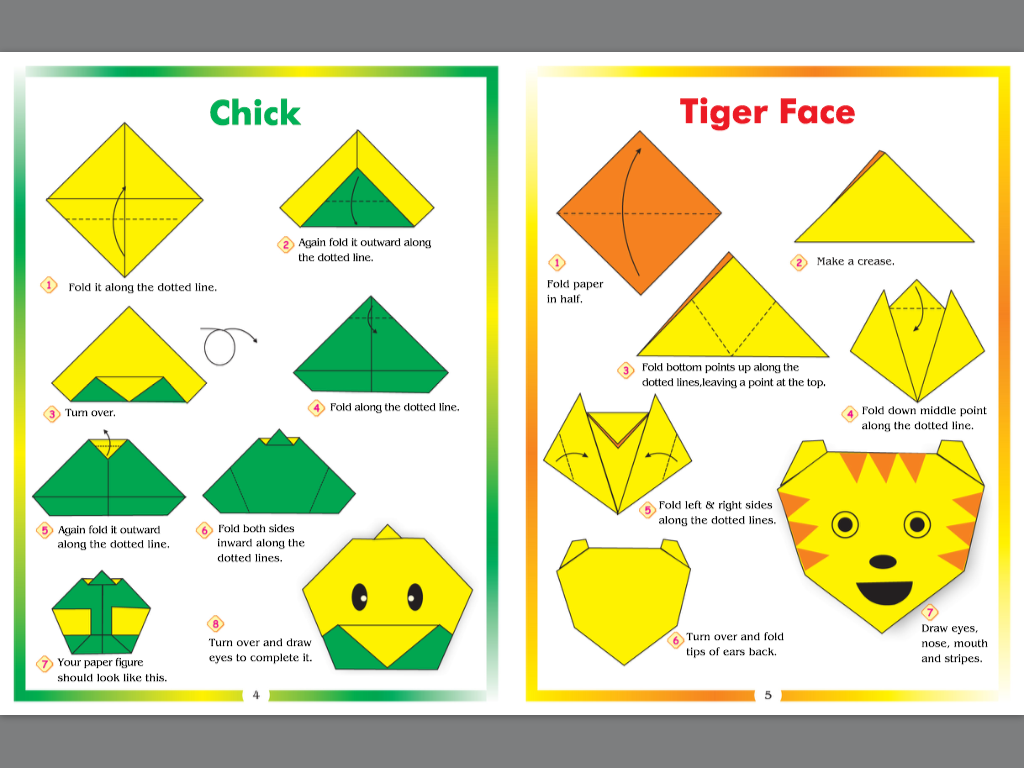 Chick
1 Fold it along the dotted line.
2 Again fold it outward along
the dotted line.
3 Turn over.
4 Fold along the dotted line.
5 Again fold it outward
along the dotted line.
6 Fold both sides
inward along the
dotted lines.
7 Your paper figure
should look like this.
8
Turn over and draw
eyes to complete it.
4
Tiger Face
1
Fold paper
in half.
2 Make a crease.
3 Fold bottom points up along the
dotted lines,leaving a point at the top.
4 Fold down middle point
along the dotted line.
5 Fold left & right sides
along the dotted lines.
6 Turn over and fold
tips of ears back.
7
Draw eyes,
nose, mouth
and stripes.
5